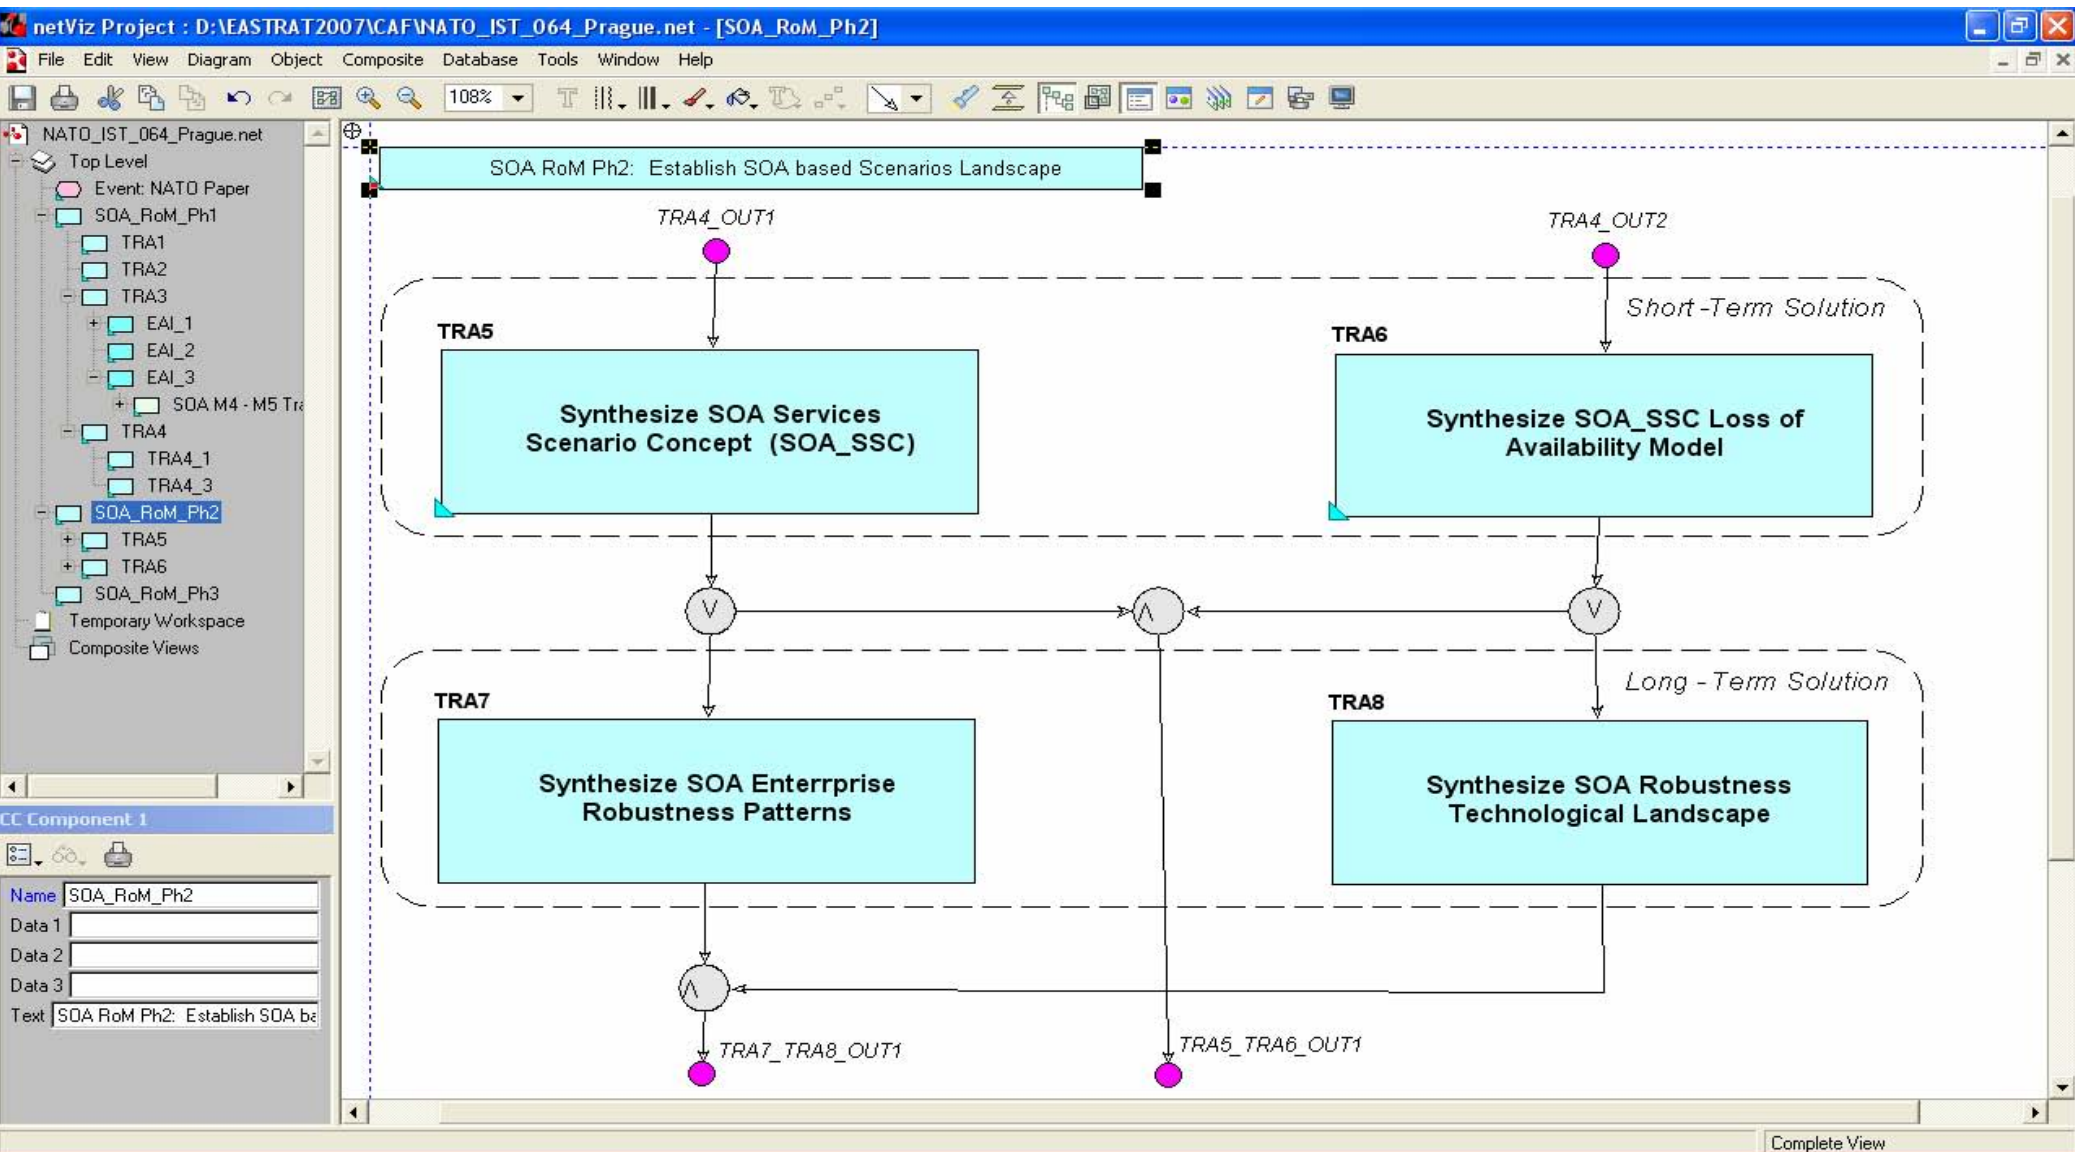 netViz Project : D:\EASTRAT2007\CAF\NATO_IST_064_Prague.net - [SOA_RoM_Ph2]
File Edit View Diagram Object Composite Database Tools Window Help
108%
NATO_IST_064_Prague.net
Top Level
Event: NATO Paper
SOA_RoM_Ph1
TRA1
TRA2
TRA3
EAI_1
EAI_2
EAI_3
SOA M4 - M5 Tra
TRA4
TRA4_1
TRA4_3
SOA_RoM_Ph2
TRA5
TRA6
SOA_RoM_Ph3
Temporary Workspace
Composite Views
CC Component 1
Name SOA_RoM_Ph2
Data 1
Data 2
Data 3
Text SOA RoM Ph2: Establish SOA ba
SOA RoM Ph2: Establish SOA based Scenarios Landscape
TRA4_OUT1
TRA4_OUT2
Short-Term Solution
TRA5
Synthesize SOA Services
Scenario Concept (SOA_SSC)
TRA6
Synthesize SOA_SSC Loss of
Availability Model
V
Λ
V
Long - Term Solution
TRA7
Synthesize SOA Enterrprise
Robustness Patterns
TRA8
Synthesize SOA Robustness
Technological Landscape
Λ
TRA7_TRA8_OUT1
TRA5_TRA6_OUT1
Complete View